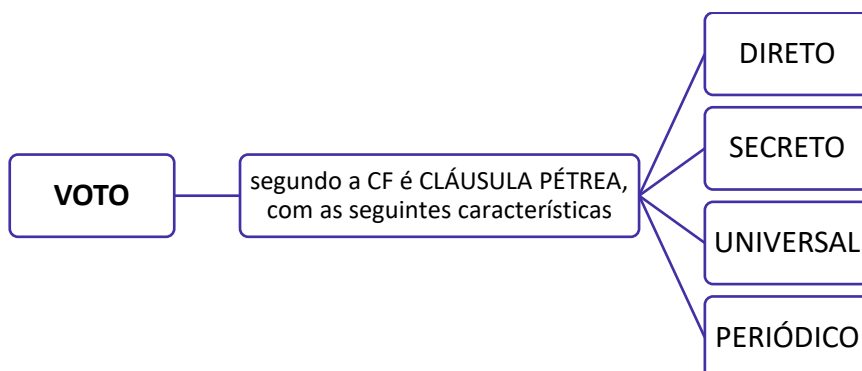 VOTO
segundo a CF é CLÁUSULA PÉTREA,
com as seguintes características
DIRETO
SECRETO
UNIVERSAL
PERIÓDICO